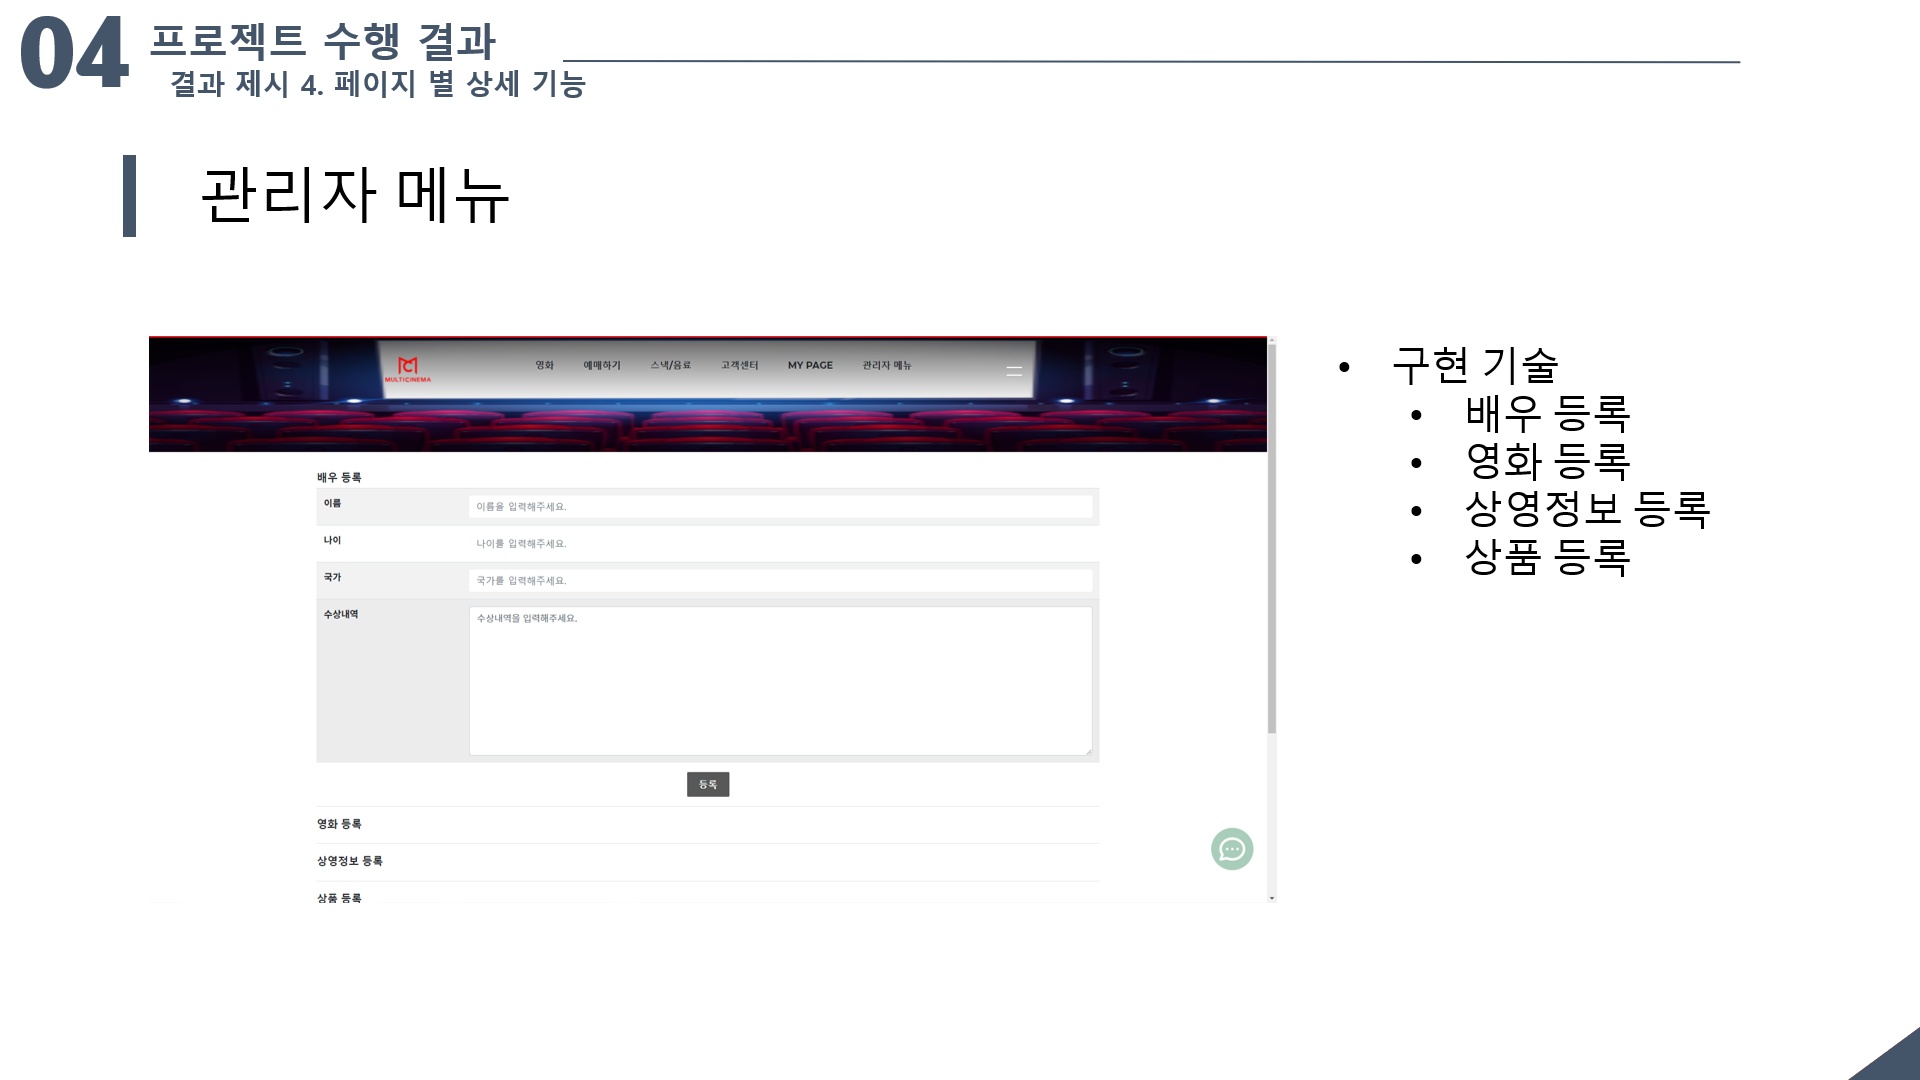 04
프로젝트 수행 결과
결과 제시 4. 페이지 별 상세 기능
관리자 메뉴
MULTICINEMA
영화 예매하기 스낵/음료 고객센터 MY PAGE 관리자 메뉴
배우 등록
이름 이름을 입력해주세요.
나이 나이를 입력해주세요.
국가 국가를 입력해주세요.
수상내역 수상내역을 입력해주세요.
등록
영화 등록
상영정보 등록
상품 등록
• 구현 기술
• 배우 등록
• 영화 등록
• 상영정보 등록
• 상품 등록